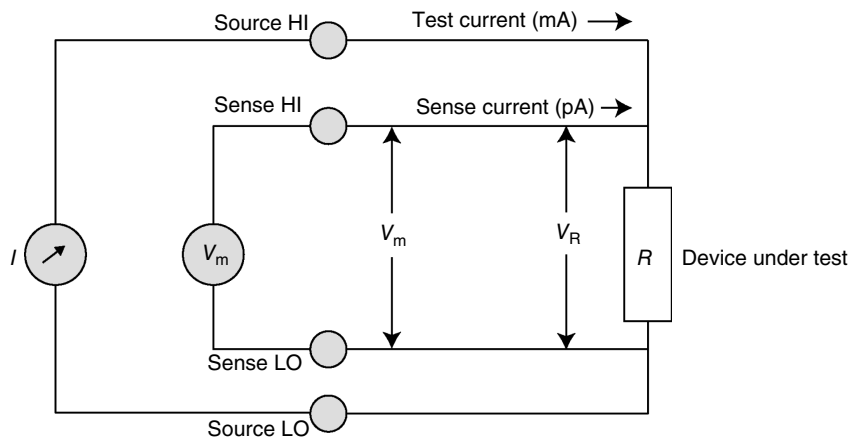 Source HI
Test current (mA)
Sense HI
Sense current (pA)
I
Vm
Vm
VR
R
Device under test
Sense LO
Source LO